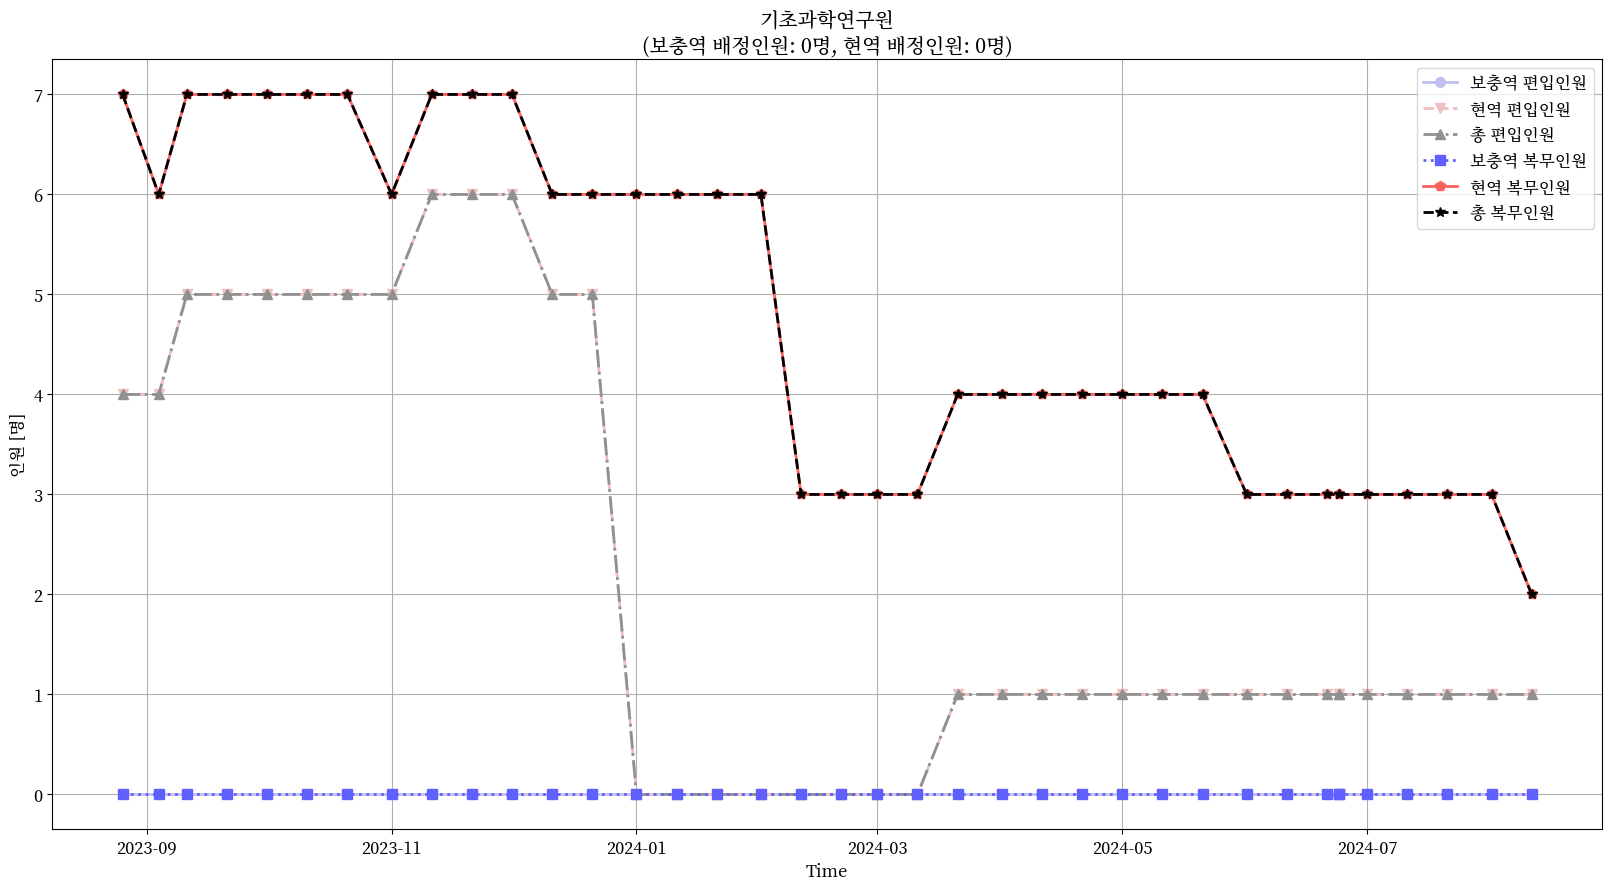 기초과학연구원
(보충역 배정인원: 0명, 현역 배정인원: 0명)
보충역 편입인원
현역 편입인원
총 편입인원
보충역 복무인원
현역 복무인원
총 복무인원
인원 [명]
7
6
5
4
3
2
1
0
2023-09
2023-11
2024-01
2024-03
2024-05
2024-07
Time